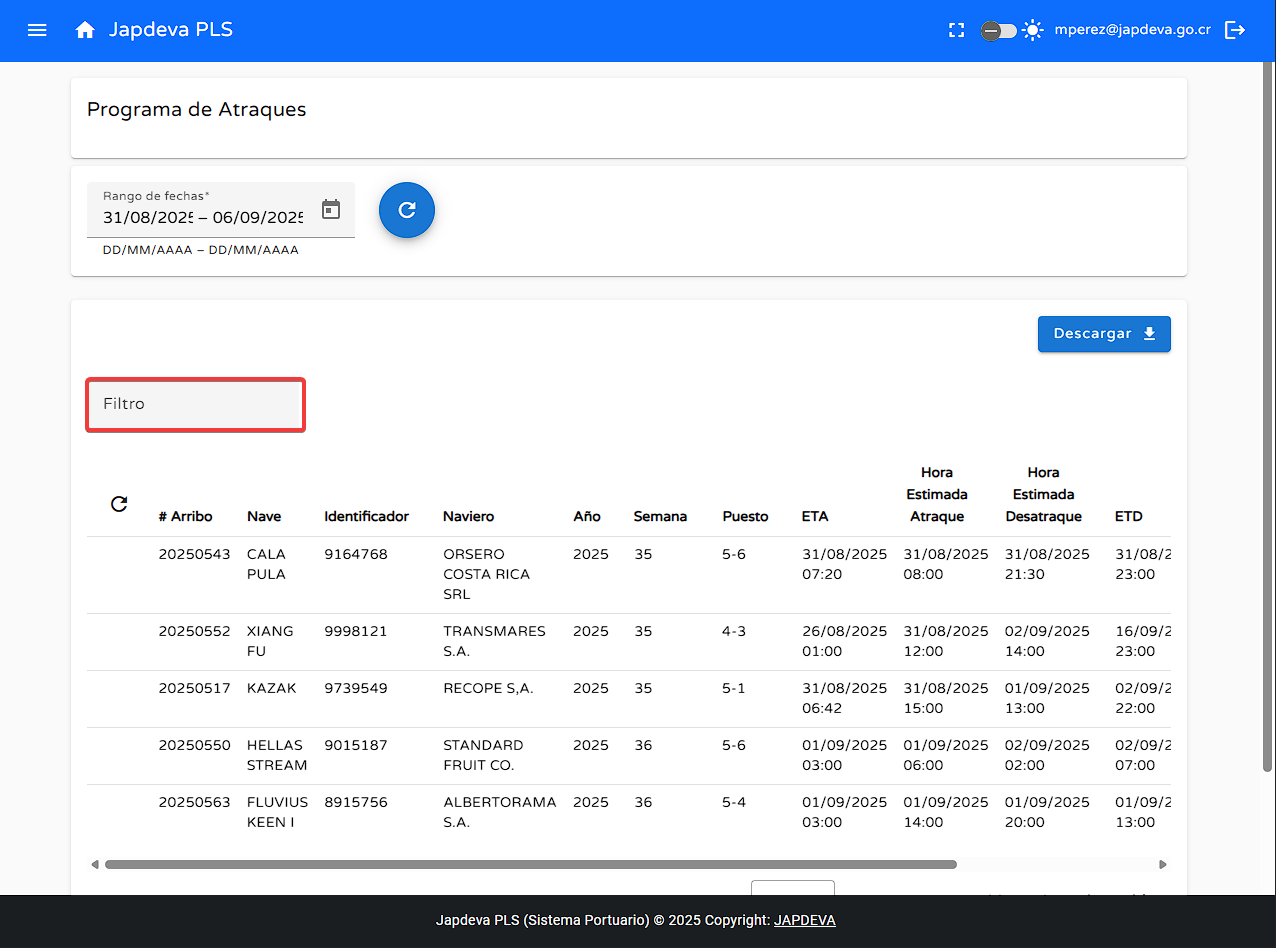 Japdeva PLS
mperez@japdeva.go.cr
Programa de Atraques
Rango de fechas*
31/08/2025 – 06/09/2025
DD/MM/AAAA – DD/MM/AAAA
Descargar
Filtro
# Arribo Nave Identificador Naviero Año Semana Puesto ETA Hora Estimada Atraque Hora Estimada Desatraque ETD
20250543 CALA PULA 9164768 ORSERO COSTA RICA SRL 2025 35 5-6 31/08/2025 07:20 31/08/2025 08:00 31/08/2025 21:30 31/08/2 23:00
20250552 XIANG FU 9998121 TRANSMARES S.A. 2025 35 4-3 26/08/2025 01:00 31/08/2025 12:00 02/09/2025 14:00 16/09/2 23:00
20250517 KAZAK 9739549 RECOPE S,A. 2025 35 5-1 31/08/2025 06:42 31/08/2025 15:00 01/09/2025 13:00 02/09/2 22:00
20250550 HELLAS STREAM 9015187 STANDARD FRUIT CO. 2025 36 5-6 01/09/2025 03:00 01/09/2025 06:00 02/09/2025 02:00 02/09/2 07:00
20250563 FLUVIUS KEEN I 8915756 ALBERTORAMA S.A. 2025 36 5-4 01/09/2025 03:00 01/09/2025 14:00 01/09/2025 20:00 01/09/2 13:00
Japdeva PLS (Sistema Portuario) © 2025 Copyright: JAPDEVA